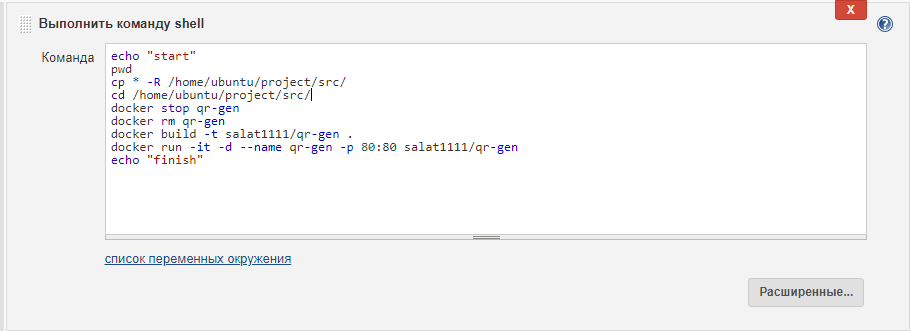 X
Выполнить команду shell
?
Команда
echo "start"
pwd
cp * -R /home/ubuntu/project/src/
cd /home/ubuntu/project/src/
docker stop qr-gen
docker rm qr-gen
docker build -t salat1111/qr-gen .
docker run -it -d --name qr-gen -p 80:80 salat1111/qr-gen
echo "finish"
список переменных окружения
Расширенные...